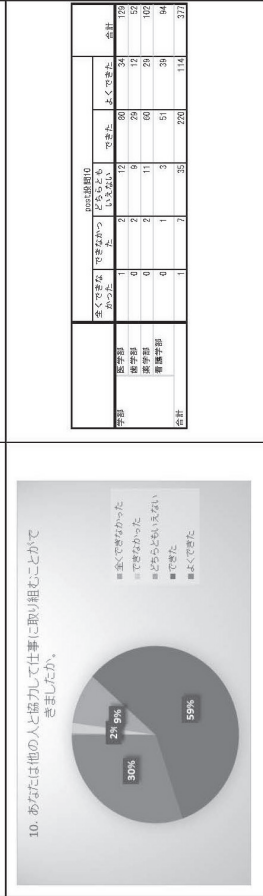 10. あなたは他の人と協力して仕事に取り組むことがで
きましたか。
2%
9%
30%
59%
■全くできなかった
■できなかった
■どちらともいえない
■できた
■よくできた
post設問10
合計
全くできな
かった
できなかっ
た
どちらとも
いえない
できた
よくできた
学部
医学部 1 2 12 80 34 129
歯学部 0 2 9 29 12 52
薬学部 0 2 11 60 29 102
看護学部 0 1 3 51 39 94
合計 1 7 35 220 114 377